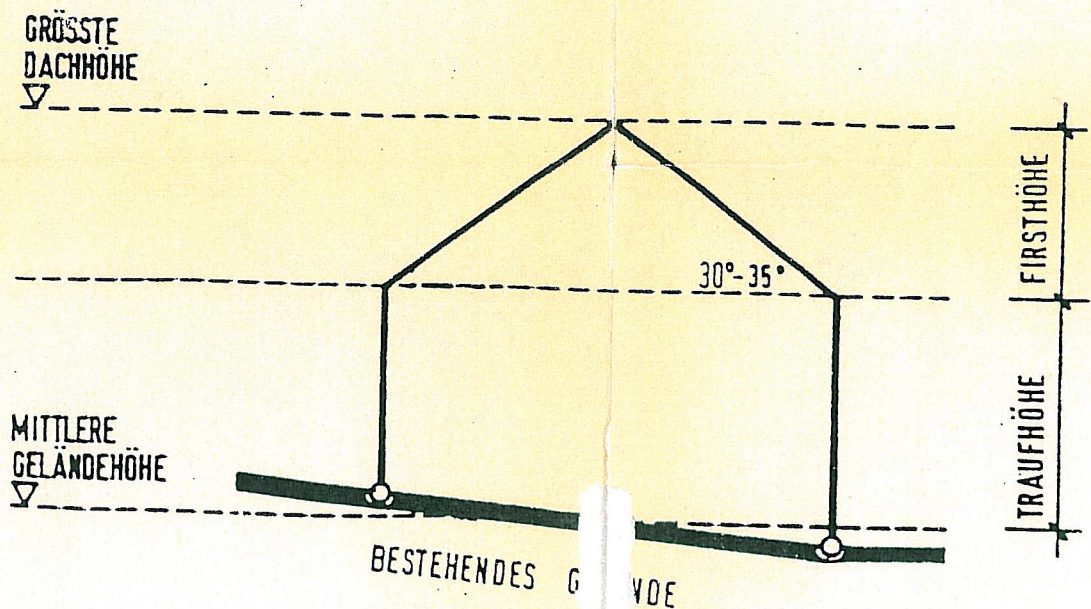 GRÖSSTE
DACHHÖHE
FIRSTHÖHE
30°-35°
TRAUFHÖHE
MITTLERE
GELÄNDEHÖHE
BESTEHENDES